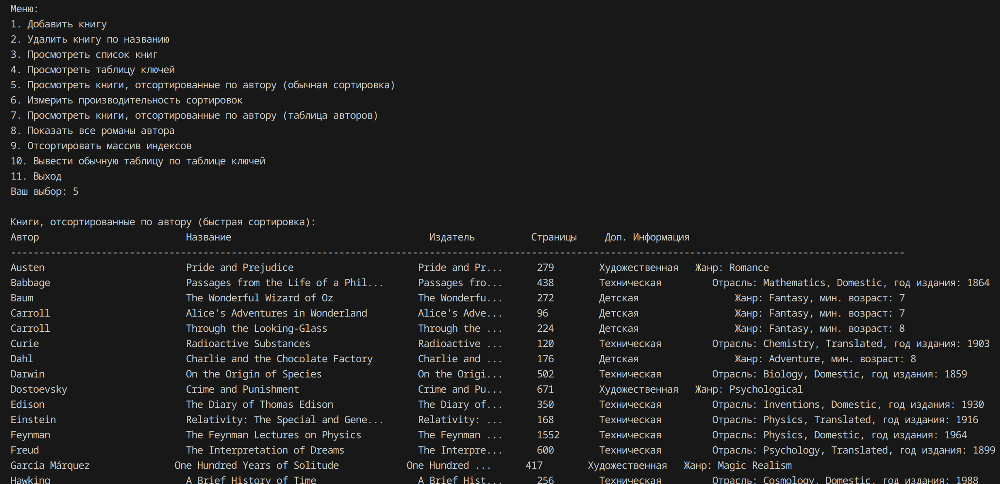 Меню:
1. Добавить книгу
2. Удалить книгу по названию
3. Просмотреть список книг
4. Просмотреть таблицу ключей
5. Просмотреть книги, отсортированные по автору (обычная сортировка)
6. Измерить производительность сортировок
7. Просмотреть книги, отсортированные по автору (таблица авторов)
8. Показать все романы автора
9. Отсортировать массив индексов
10. Вывести обычную таблицу по таблице ключей
11. Выход
Ваш выбор: 5
Книги, отсортированные по автору (быстрая сортировка):
Автор Название Издатель Страницы Доп. Информация
--------------------------------------------------------------------------------------------------------------------------------------------------------------
Austen Pride and Prejudice Pride and Pr... 279 Художественная Жанр: Romance
Babbage Passages from the Life of a Phil... Passages fro... 438 Техническая Отрасль: Mathematics, Domestic, год издания: 1864
Baum The Wonderful Wizard of Oz The Wonderfu... 272 Детская Жанр: Fantasy, мин. возраст: 7
Carroll Alice's Adventures in Wonderland Alice's Adve... 96 Детская Жанр: Fantasy, мин. возраст: 7
Carroll Through the Looking-Glass Through the ... 224 Детская Жанр: Fantasy, мин. возраст: 8
Curie Radioactive Substances Radioactive ... 120 Техническая Отрасль: Chemistry, Translated, год издания: 1903
Dahl Charlie and the Chocolate Factory Charlie and ... 176 Детская Жанр: Adventure, мин. возраст: 8
Darwin On the Origin of Species On the Origi... 502 Техническая Отрасль: Biology, Domestic, год издания: 1859
Dostoevsky Crime and Punishment Crime and Pu... 671 Художественная Жанр: Psychological
Edison The Diary of Thomas Edison The Diary of... 350 Техническая Отрасль: Inventions, Domestic, год издания: 1930
Einstein Relativity: The Special and Gene... Relativity: ... 168 Техническая Отрасль: Physics, Translated, год издания: 1916
Feynman The Feynman Lectures on Physics The Feynman ... 1552 Техническая Отрасль: Physics, Domestic, год издания: 1964
Freud The Interpretation of Dreams The Interpre... 600 Техническая Отрасль: Psychology, Translated, год издания: 1899
García Márquez One Hundred Years of Solitude One Hundred ... 417 Художественная Жанр: Magic Realism
Hawking A Brief History of Time A Brief Hist... 256 Техническая Отрасль: Cosmology, Domestic, год издания: 1988